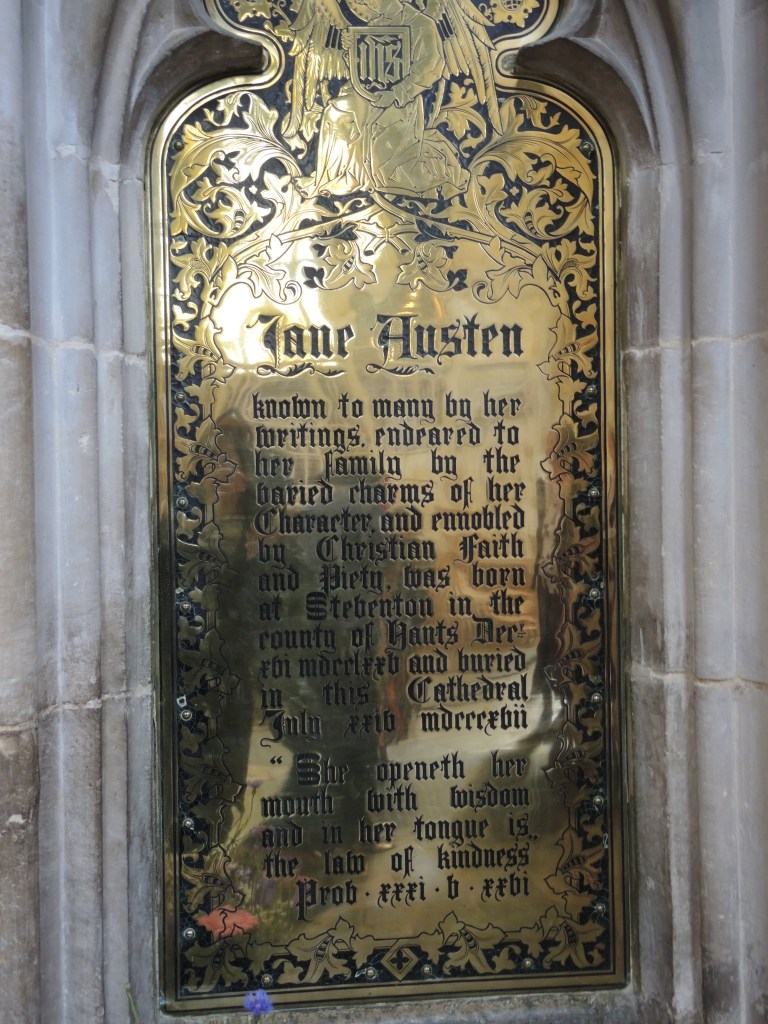 IHS
Jane Austen
known to many by her
writings, endeared to
her family by the
varied charms of her
Character, and ennobled
by Christian Faith
and Piety, was born
at Steventon in the
county of Hants Decr.
xvi mdcclxxv and buried
in this Cathedral
July xxiv mdcccxvii
"She openeth her
mouth with wisdom
and in her tongue is
the law of kindness"
Prob · xxxi · v · xxvi